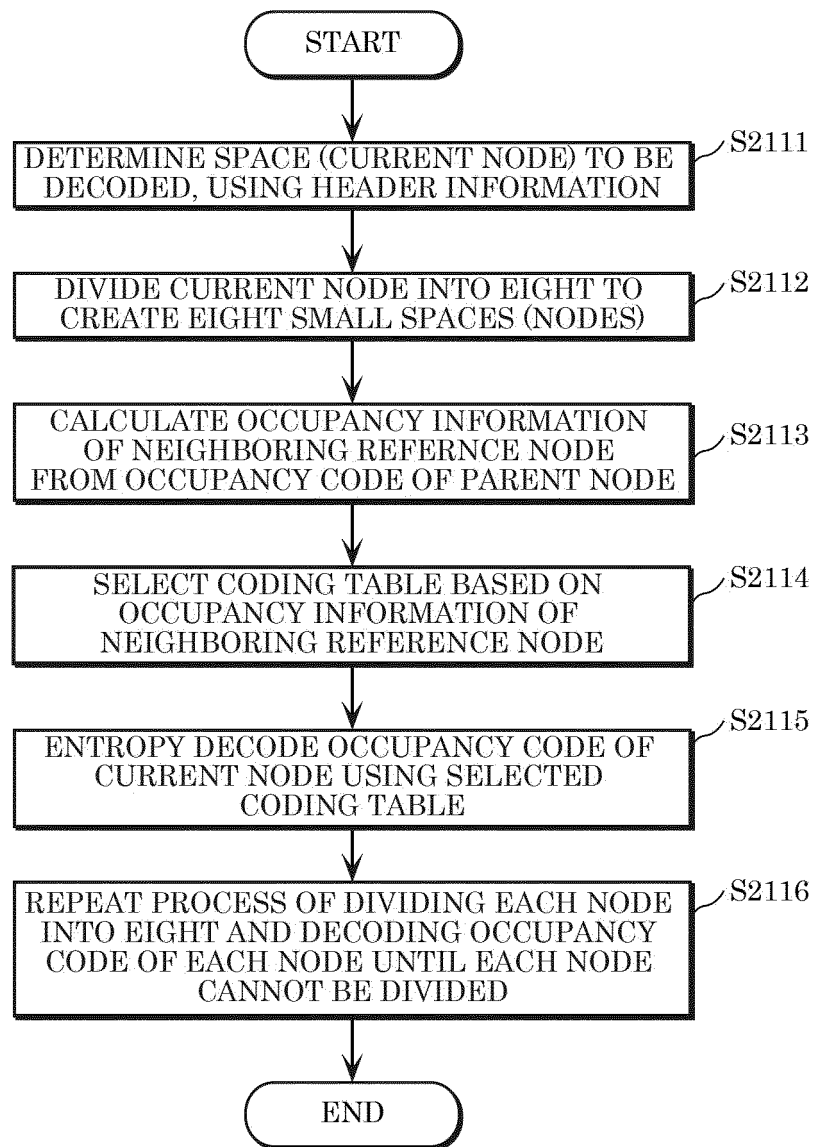 START
DETERMINE SPACE (CURRENT NODE) TO BE
DECODED, USING HEADER INFORMATION
S2111
DIVIDE CURRENT NODE INTO EIGHT TO
CREATE EIGHT SMALL SPACES (NODES)
S2112
CALCULATE OCCUPANCY INFORMATION
OF NEIGHBORING REFERNCE NODE
FROM OCCUPANCY CODE OF PARENT NODE
S2113
SELECT CODING TABLE BASED ON
OCCUPANCY INFORMATION OF
NEIGHBORING REFERENCE NODE
S2114
ENTROPY DECODE OCCUPANCY CODE OF
CURRENT NODE USING SELECTED
CODING TABLE
S2115
REPEAT PROCESS OF DIVIDING EACH NODE
INTO EIGHT AND DECODING OCCUPANCY
CODE OF EACH NODE UNTIL EACH NODE
CANNOT BE DIVIDED
S2116
END